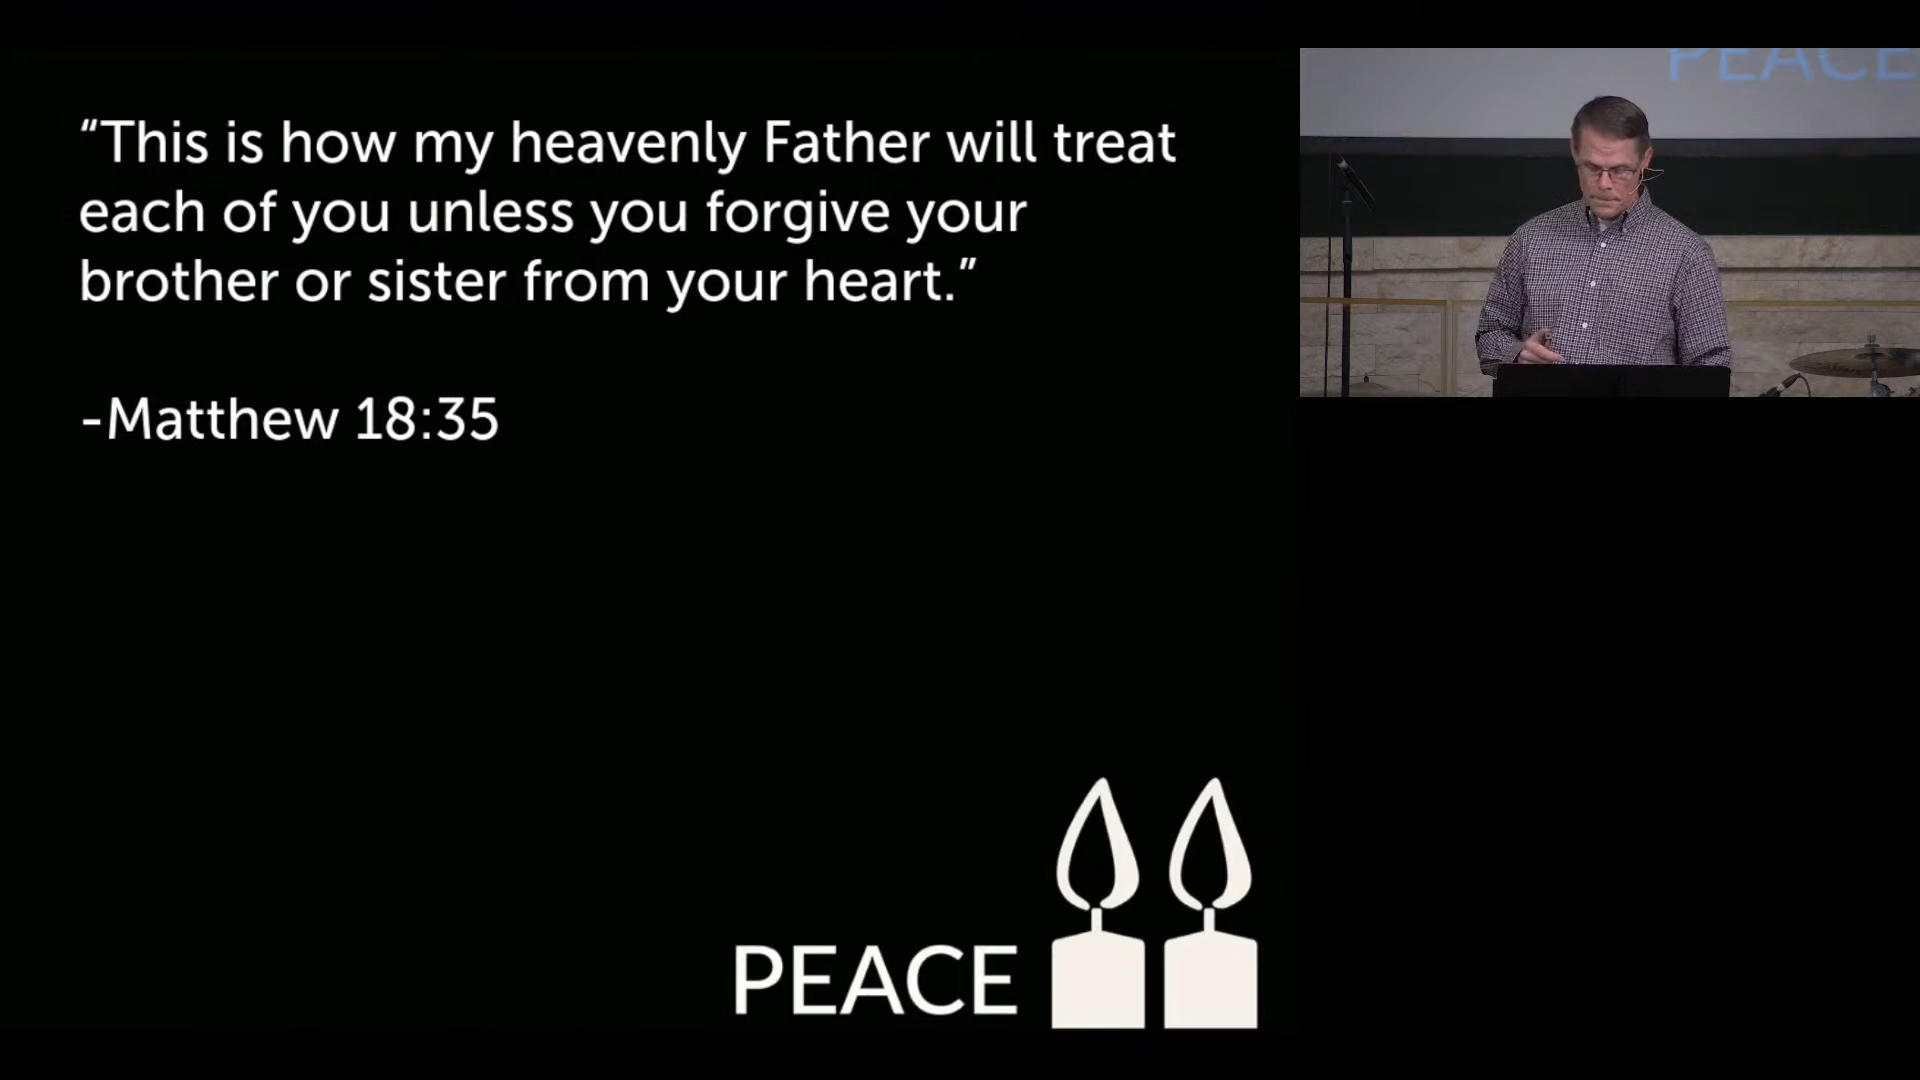 “This is how my heavenly Father will treat
each of you unless you forgive your
brother or sister from your heart.”
-Matthew 18:35
PEACE
PEACE